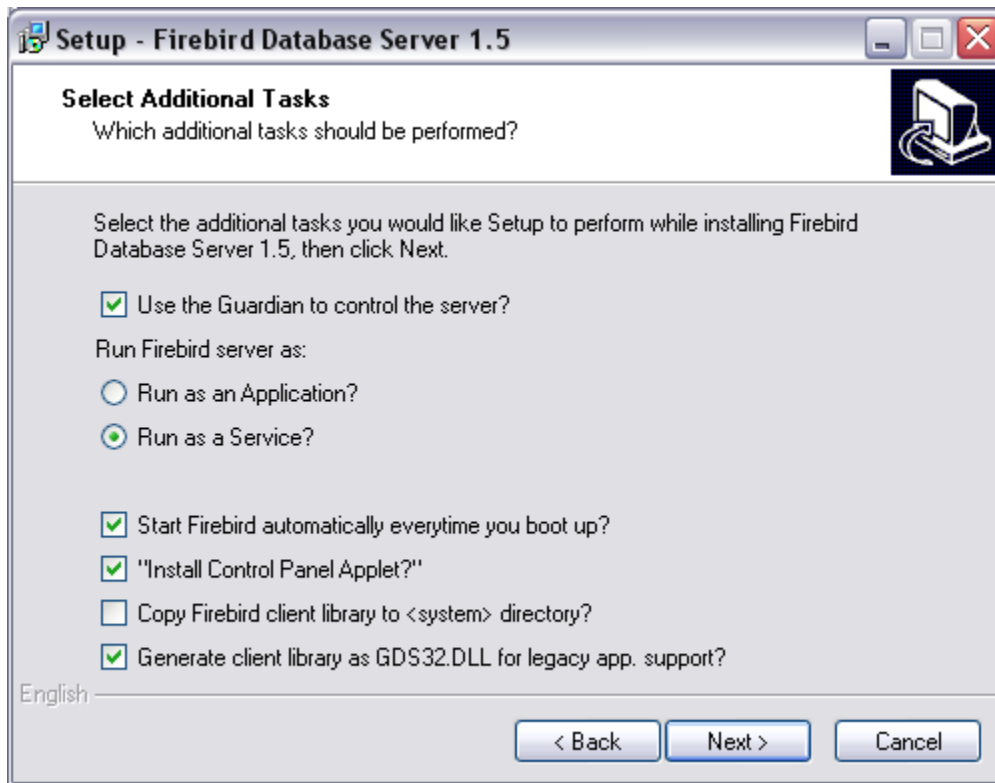 Setup - Firebird Database Server 1.5
Select Additional Tasks
Which additional tasks should be performed?
Select the additional tasks you would like Setup to perform while installing Firebird
Database Server 1.5, then click Next.
Use the Guardian to control the server?
Run Firebird server as:
Run as an Application?
Run as a Service?
Start Firebird automatically everytime you boot up?
"Install Control Panel Applet?"
Copy Firebird client library to <system> directory?
Generate client library as GDS32.DLL for legacy app. support?
English
< Back
Next >
Cancel